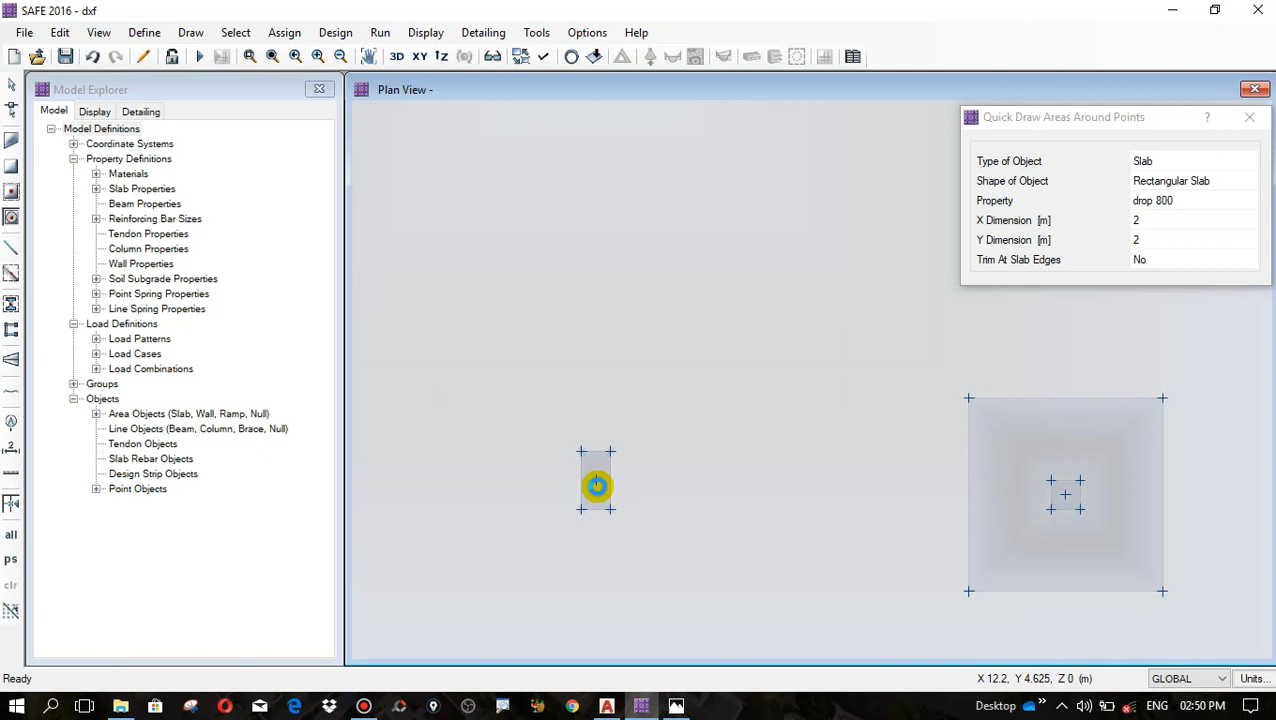 SAFE 2016 - dxf
File Edit View Define Draw Select Assign Design Run Display Detailing Tools Options Help
3D XY
Model Explorer
Plan View -
Model Display Detailing
Model Definitions
Coordinate Systems
Property Definitions
Materials
Slab Properties
Beam Properties
Reinforcing Bar Sizes
Tendon Properties
Column Properties
Wall Properties
Soil Subgrade Properties
Point Spring Properties
Line Spring Properties
Load Definitions
Load Patterns
Load Cases
Load Combinations
Groups
Objects
Area Objects (Slab, Wall, Ramp, Null)
Line Objects (Beam, Column, Brace, Null)
Tendon Objects
Slab Rebar Objects
Design Strip Objects
Point Objects
all
ps
clr
Quick Draw Areas Around Points ?
Type of Object Slab
Shape of Object Rectangular Slab
Property drop 800
X Dimension [m] 2
Y Dimension [m] 2
Trim At Slab Edges No
Ready
X 12.2, Y 4.625, Z 0 (m)
GLOBAL
Units...
Desktop
ENG 02:50 PM